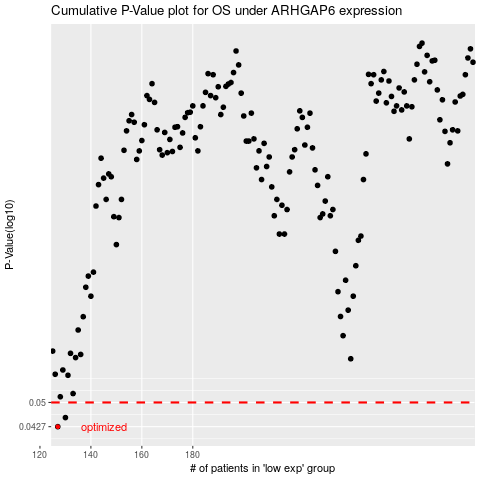 Cumulative P-Value plot for OS under ARHGAP6 expression
P-Value(log10)
0.05
0.0427
optimized
120 140 160 180
# of patients in 'low exp' group